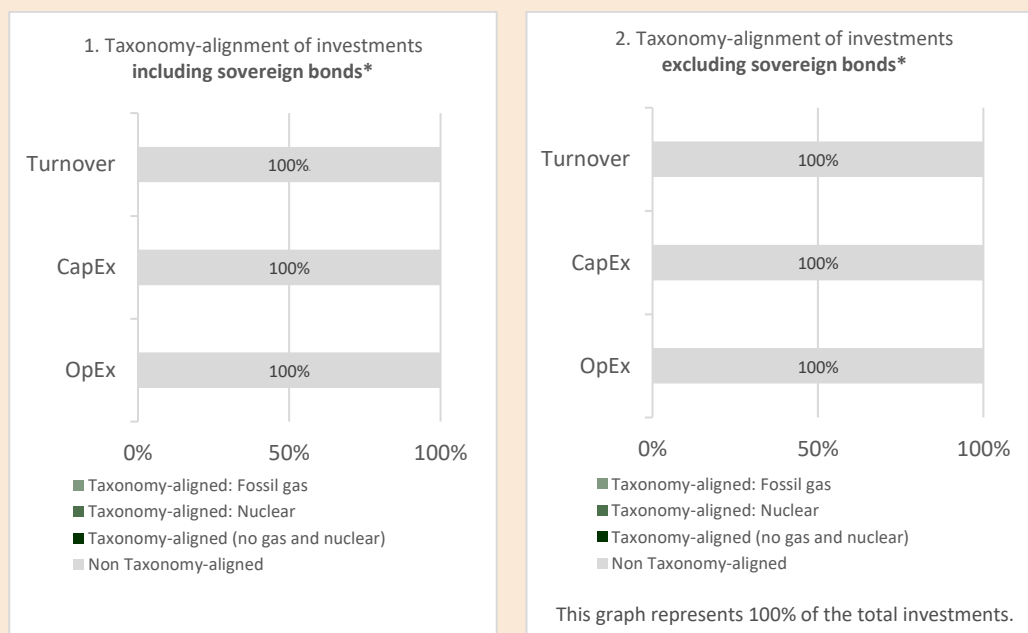 1. Taxonomy-alignment of investments
including sovereign bonds*
Turnover
100%
CapEx
100%
OpEx
100%
0%
50%
100%
Taxonomy-aligned: Fossil gas
Taxonomy-aligned: Nuclear
Taxonomy-aligned (no gas and nuclear)
Non Taxonomy-aligned
2. Taxonomy-alignment of investments
excluding sovereign bonds*
Turnover
100%
CapEx
100%
OpEx
100%
0%
50%
100%
Taxonomy-aligned: Fossil gas
Taxonomy-aligned: Nuclear
Taxonomy-aligned (no gas and nuclear)
Non Taxonomy-aligned
This graph represents 100% of the total investments.